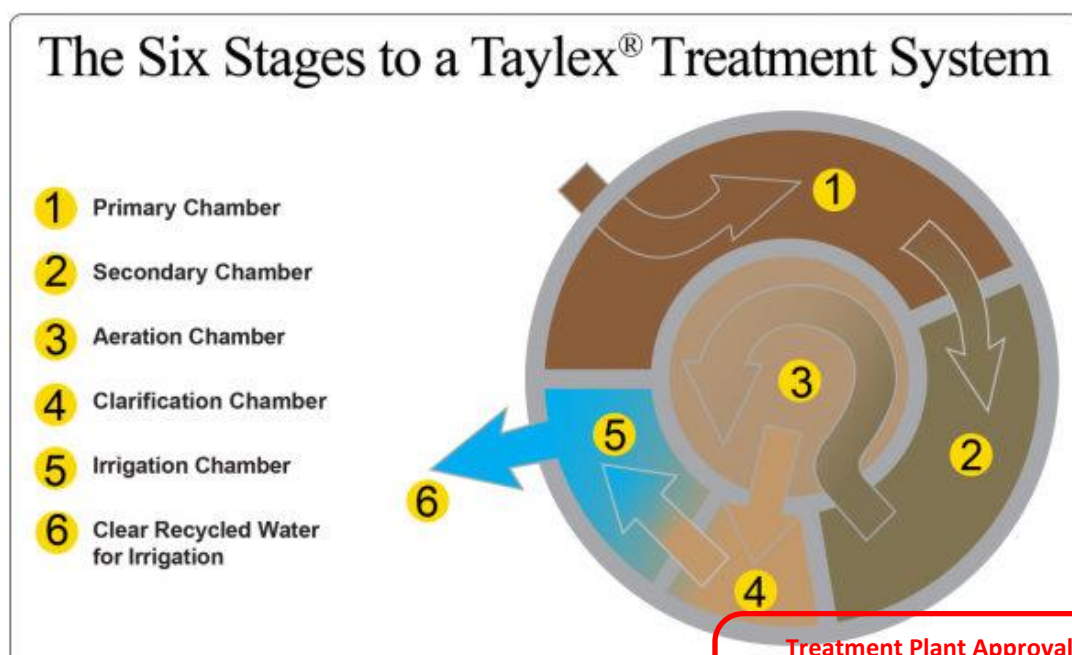 The Six Stages to a Taylex® Treatment System
1 Primary Chamber
2 Secondary Chamber
3 Aeration Chamber
4 Clarification Chamber
5 Irrigation Chamber
6 Clear Recycled Water
for Irrigation
1
2
3
4
5
6
Treatment Plant Approval